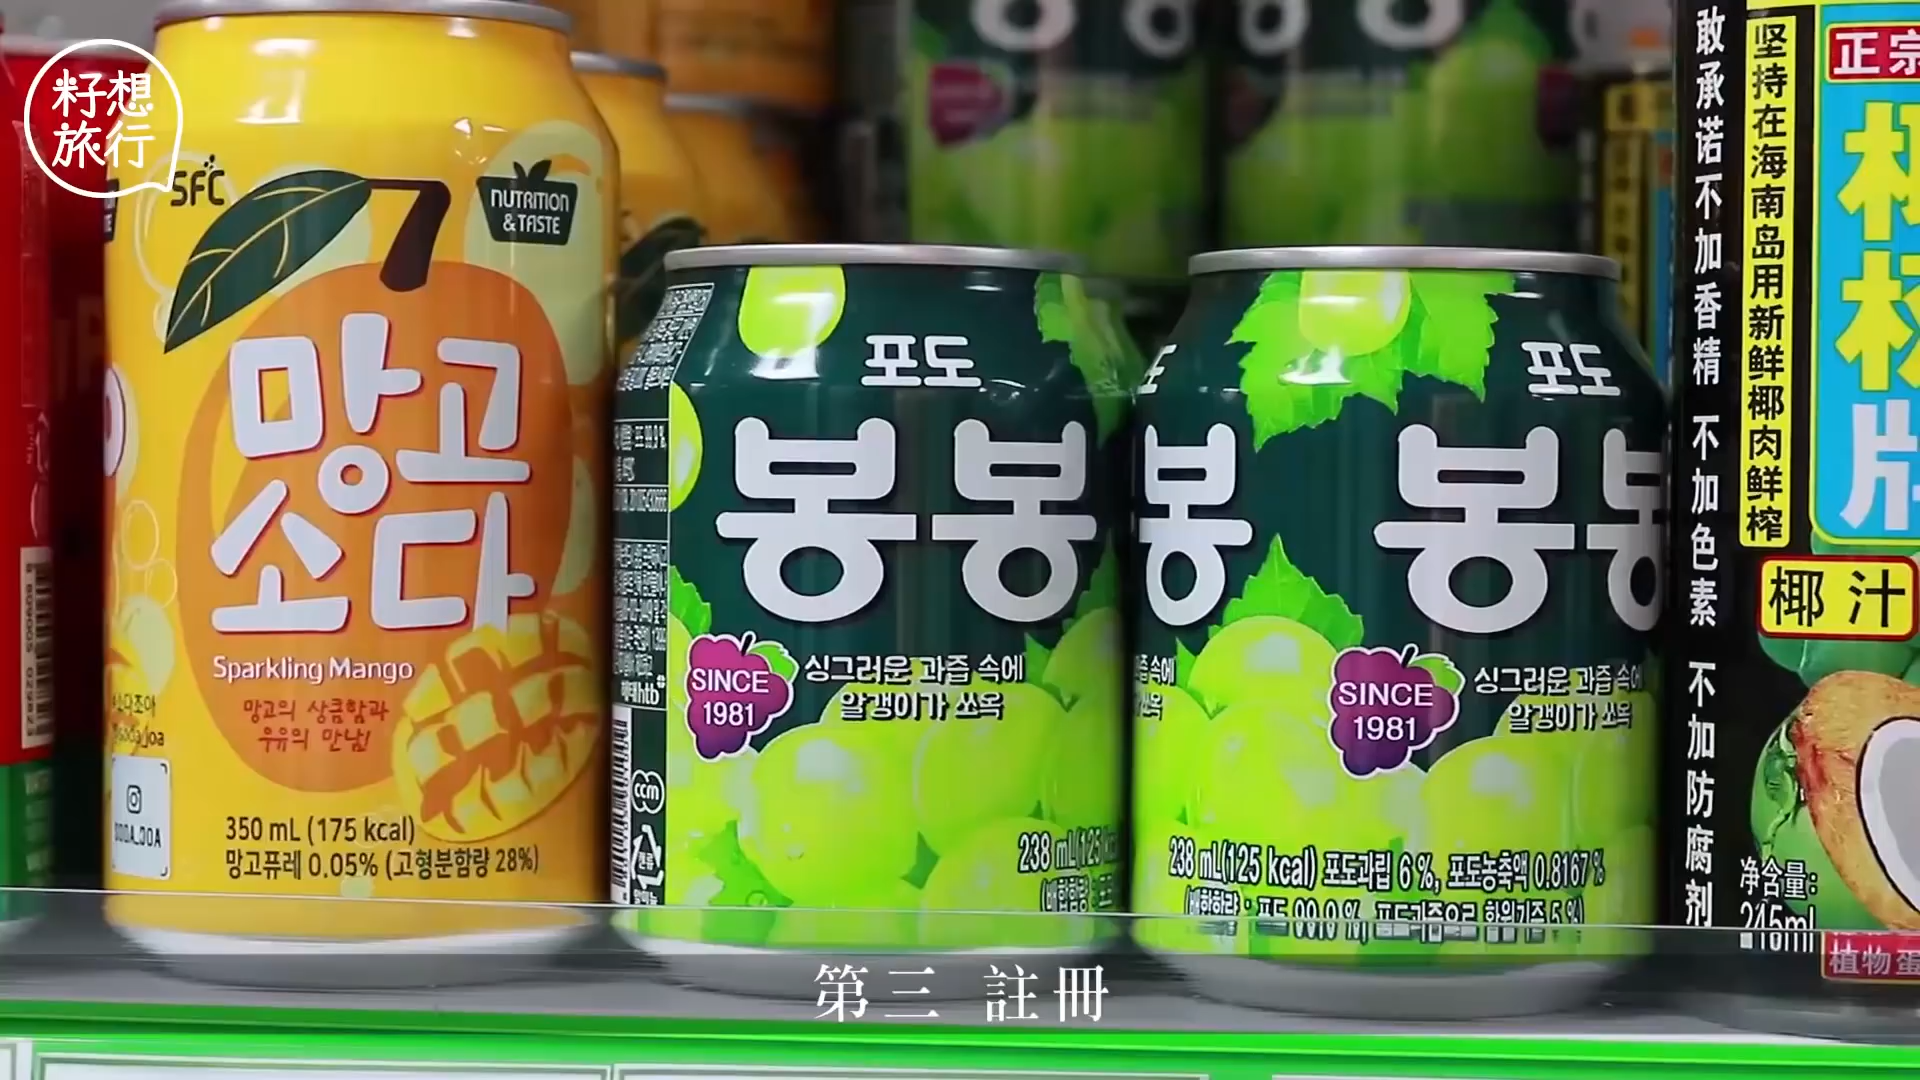 籽想
旅行
SFC
NUTRITION
& TASTE
망고
소다
Sparkling Mango
망고의 상큼함과
우유의 만남!
350 mL (175 kcal)
망고퓨레 0.05% (고형분함량 28%)
포도
봉봉
SINCE
1981
싱그러운 과즙 속에
알갱이가 쏘옥
238 mL(125
ccm
htb
포도
봉
봉봉
SINCE
1981
싱그러운 과즙 속에
알갱이가 쏘옥
238 mL(125 kcal) 포도과립 6%, 포도농축액 0.8167%
敢承诺不加香精 不加色素 不加防腐剂
坚持在海南岛用新鲜椰肉鲜榨
正宗
牌
椰汁
净含量:
245ml
植物蛋
第三 註冊